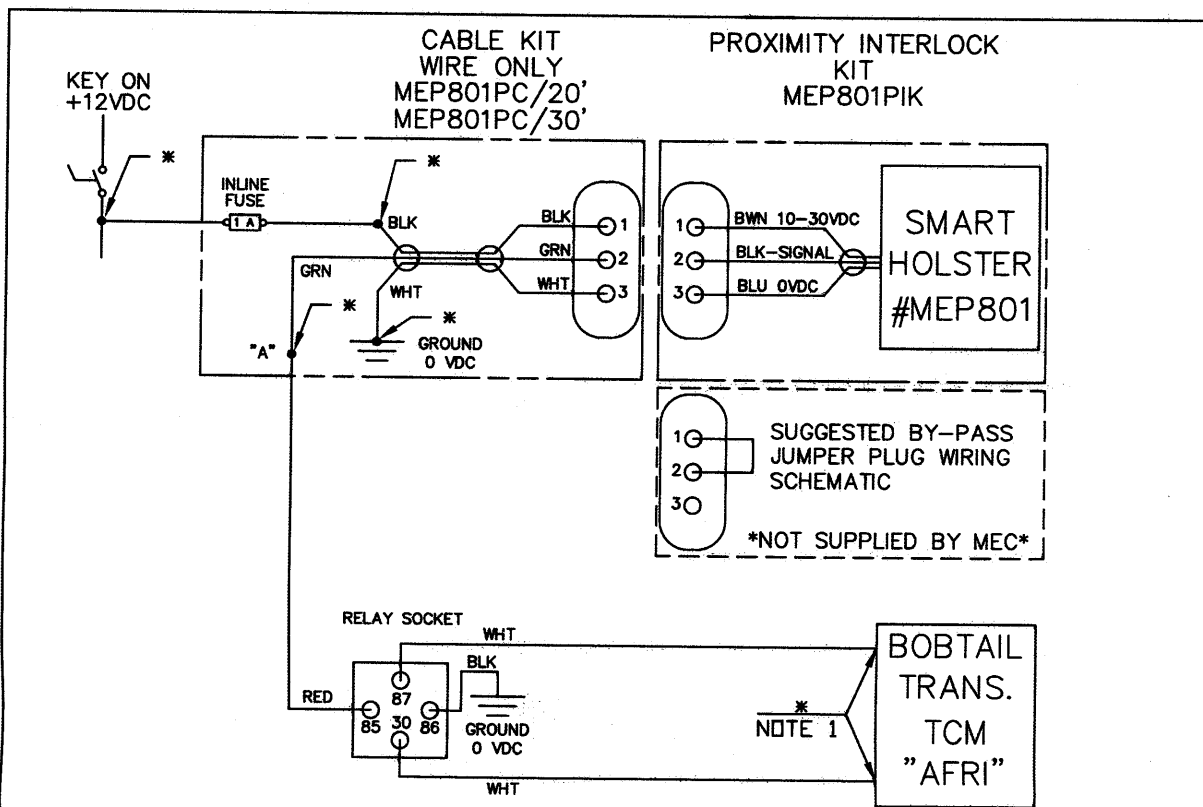 CABLE KIT
WIRE ONLY
MEP801PC/20'
MEP801PC/30'
PROXIMITY INTERLOCK
KIT
MEP801PIK
KEY ON
+12VDC
*
INLINE
FUSE
1 A
*
BLK
BLK
1
GRN
2
WHT
3
GRN
WHT
*
*
"A"
GROUND
0 VDC
1
BWN 10-30VDC
2
BLK-SIGNAL
3
BLU 0VDC
SMART
HOLSTER
#MEP801
1
2
3
SUGGESTED BY-PASS
JUMPER PLUG WIRING
SCHEMATIC
*NOT SUPPLIED BY MEC*
RELAY SOCKET
WHT
BLK
RED
87
85
30
86
GROUND
0 VDC
WHT
*
NOTE 1
BOBTAIL
TRANS.
TCM
"AFRI"